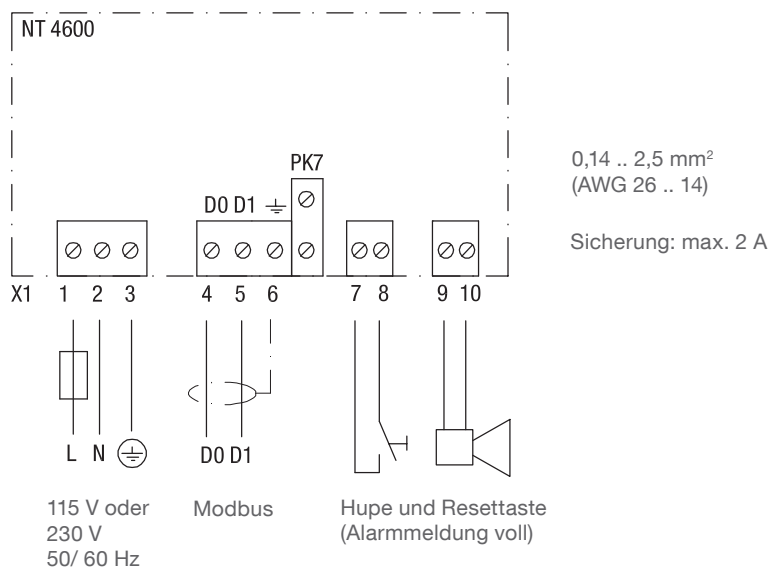 NT 4600
PK7
D0 D1
0,14 .. 2,5 mm²
(AWG 26 .. 14)
Sicherung: max. 2 A
X1 1 2 3 4 5 6 7 8 9 10
L N D0 D1
115 V oder
230 V
50/ 60 Hz
Modbus
Hupe und Resettaste
(Alarmmeldung voll)